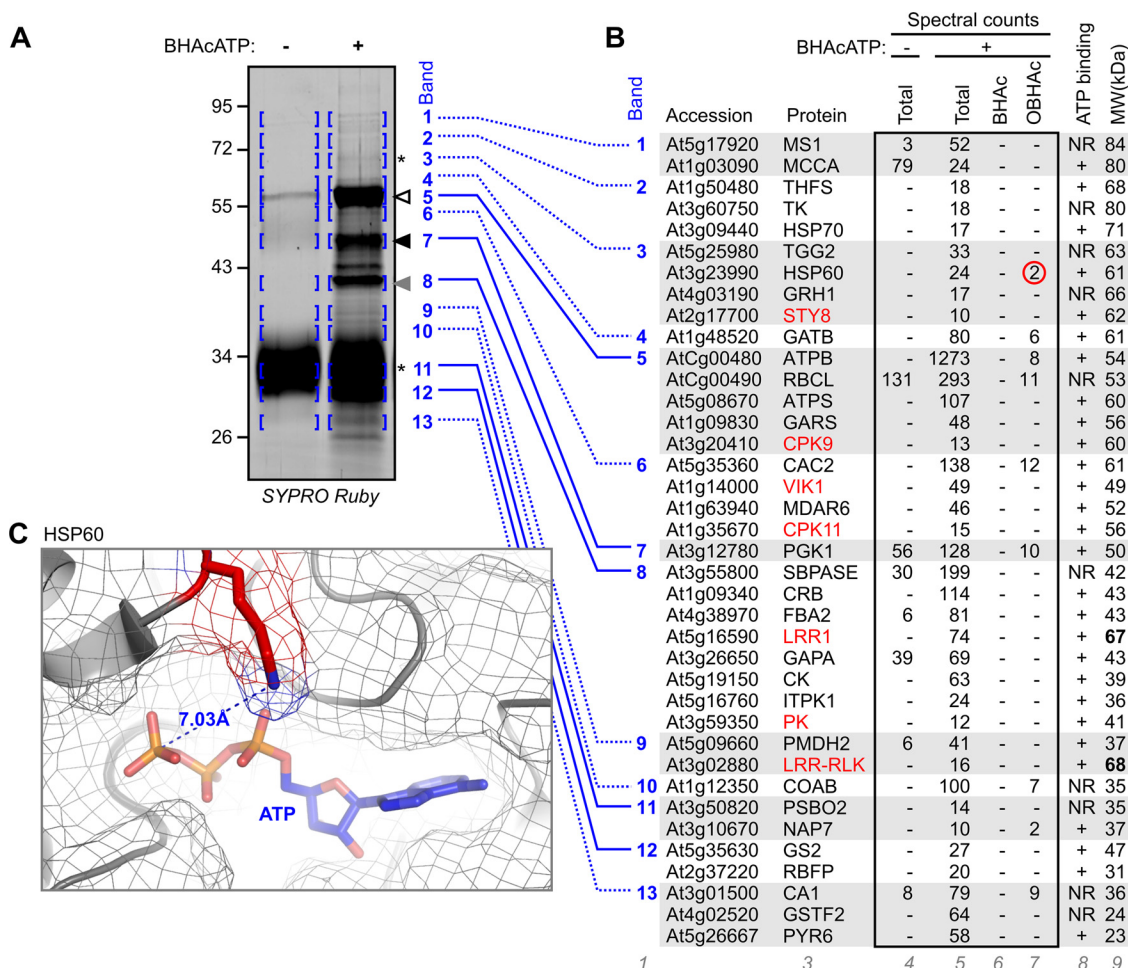 A
BHAcATP: - +
95
72
55
43
34
26
Band
1
2
3
4
5
6
7
8
9
10
11
12
13
*
*
SYPRO Ruby
B
Spectral counts
BHAcATP: - +
Band Accession Protein Total Total BHAc OBHAc ATP binding MW(kDa)
1 At5g17920 MS1 3 52 - - NR 84
At1g03090 MCCA 79 24 - - + 80
2 At1g50480 THFS - 18 - - + 68
At3g60750 TK - 18 - - NR 80
At3g09440 HSP70 - 17 - - + 71
3 At5g25980 TGG2 - 33 - - NR 63
At3g23990 HSP60 - 24 - 2 + 61
At4g03190 GRH1 - 17 - - NR 66
At2g17700 STY8 - 10 - - + 62
4 At1g48520 GATB - 80 - 6 + 61
5 AtCg00480 ATPB - 1273 - 8 + 54
AtCg00490 RBCL 131 293 - 11 NR 53
At5g08670 ATPS - 107 - - + 60
At1g09830 GARS - 48 - - + 56
At3g20410 CPK9 - 13 - - + 60
6 At5g35360 CAC2 - 138 - 12 + 61
At1g14000 VIK1 - 49 - - + 49
At1g63940 MDAR6 - 46 - - + 52
At1g35670 CPK11 - 15 - - + 56
7 At3g12780 PGK1 56 128 - 10 + 50
8 At3g55800 SBPASE 30 199 - - NR 42
At1g09340 CRB - 114 - - + 43
At4g38970 FBA2 6 81 - - + 43
At5g16590 LRR1 - 74 - - + 67
At3g26650 GAPA 39 69 - - + 43
At5g19150 CK - 63 - - + 39
At5g16760 ITPK1 - 24 - - + 36
At3g59350 PK - 12 - - + 41
9 At5g09660 PMDH2 6 41 - - + 37
At3g02880 LRR-RLK - 16 - - + 68
10 At1g12350 COAB - 100 - 7 NR 35
11 At3g50820 PSBO2 - 14 - - NR 35
At3g10670 NAP7 - 10 - 2 + 37
12 At5g35630 GS2 - 27 - - + 47
At2g37220 RBFP - 20 - - + 31
13 At3g01500 CA1 8 79 - 9 NR 36
At4g02520 GSTF2 - 64 - - NR 24
At5g26667 PYR6 - 58 - - + 23
1 3 4 5 6 7 8 9
C HSP60
7.03Å
ATP